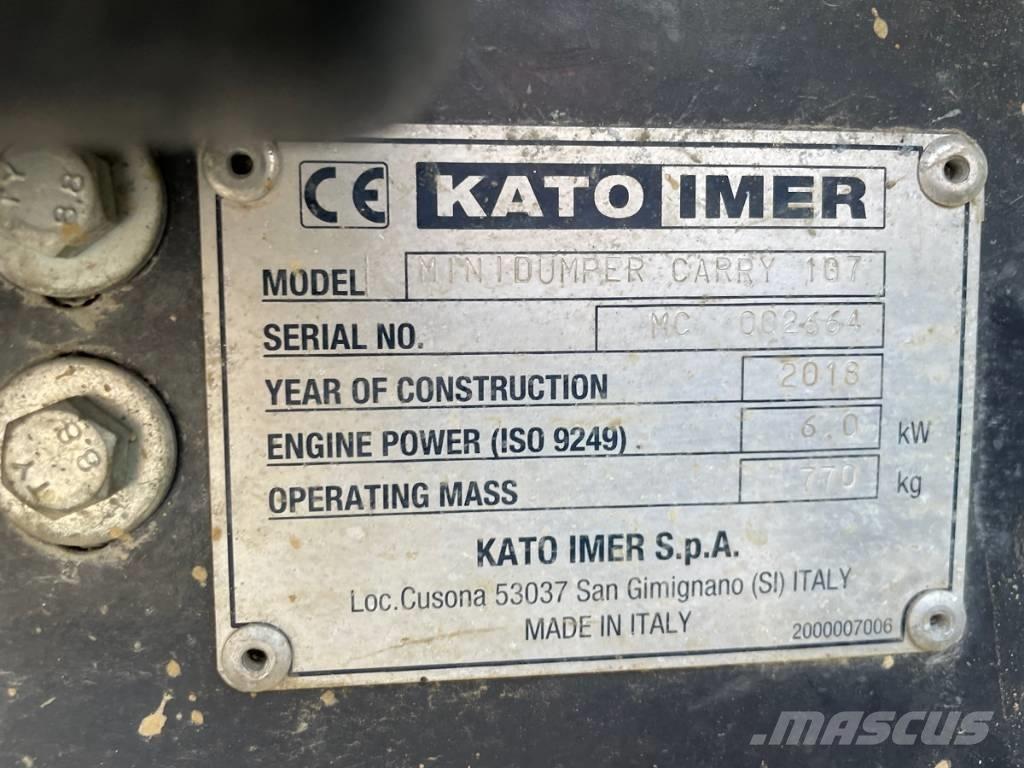 CE KATO IMER
MODEL MINIDUMPER CARRY 107
SERIAL NO. MC 002664
YEAR OF CONSTRUCTION 2018
ENGINE POWER (ISO 9249) 6.0 kW
OPERATING MASS 770 kg
KATO IMER S.p.A.
Loc.Cusona 53037 San Gimignano (SI) ITALY
MADE IN ITALY 2000007006
8.8
TY
8.8
MASCUS